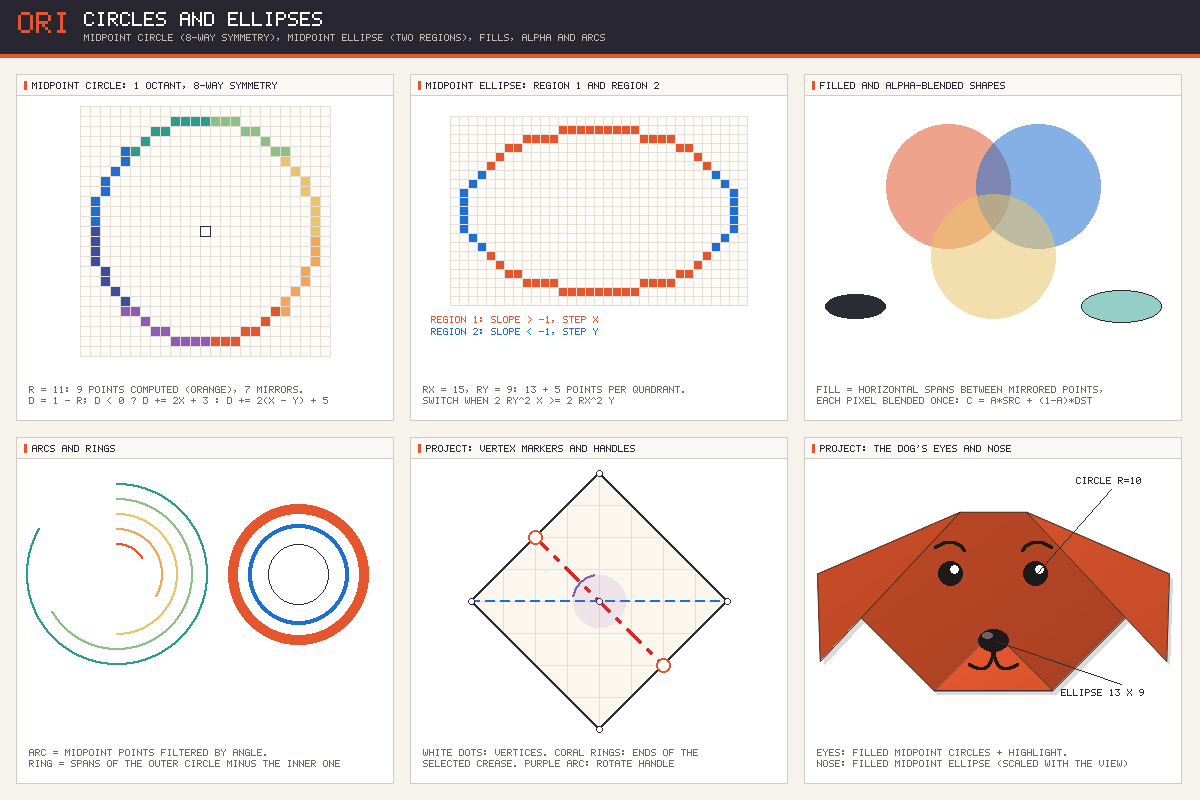 ORI
CIRCLES AND ELLIPSES
MIDPOINT CIRCLE (8-WAY SYMMETRY), MIDPOINT ELLIPSE (TWO REGIONS), FILLS, ALPHA AND ARCS
MIDPOINT CIRCLE: 1 OCTANT, 8-WAY SYMMETRY
R = 11: 9 POINTS COMPUTED (ORANGE), 7 MIRRORS.
D = 1 - R; D < 0 ? D += 2X + 3 : D += 2(X - Y) + 5
MIDPOINT ELLIPSE: REGION 1 AND REGION 2
REGION 1: SLOPE > -1, STEP X
REGION 2: SLOPE < -1, STEP Y
RX = 15, RY = 9: 13 + 5 POINTS PER QUADRANT.
SWITCH WHEN 2 RY^2 X >= 2 RX^2 Y
FILLED AND ALPHA-BLENDED SHAPES
FILL = HORIZONTAL SPANS BETWEEN MIRRORED POINTS,
EACH PIXEL BLENDED ONCE: C = A*SRC + (1-A)*DST
ARCS AND RINGS
ARC = MIDPOINT POINTS FILTERED BY ANGLE.
RING = SPANS OF THE OUTER CIRCLE MINUS THE INNER ONE
PROJECT: VERTEX MARKERS AND HANDLES
WHITE DOTS: VERTICES. CORAL RINGS: ENDS OF THE
SELECTED CREASE. PURPLE ARC: ROTATE HANDLE
PROJECT: THE DOG'S EYES AND NOSE
CIRCLE R=10
ELLIPSE 13 X 9
EYES: FILLED MIDPOINT CIRCLES + HIGHLIGHT.
NOSE: FILLED MIDPOINT ELLIPSE (SCALED WITH THE VIEW)